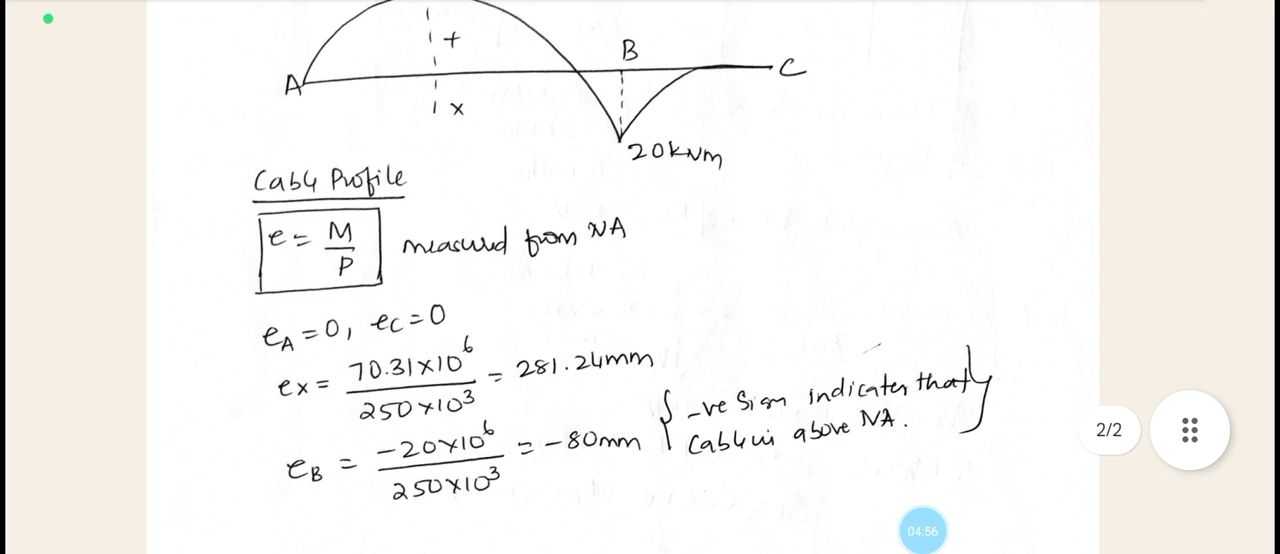 +
B
A
C
x
20kNm
Cable Profile
e = M/P measured from NA
eA = 0, eC = 0
ex = 70.31×10^6 / 250×10^3 = 281.24mm
eB = -20×10^6 / 250×10^3 = -80mm { -ve Sign indicates that cable is above NA. }
2/2
04:56